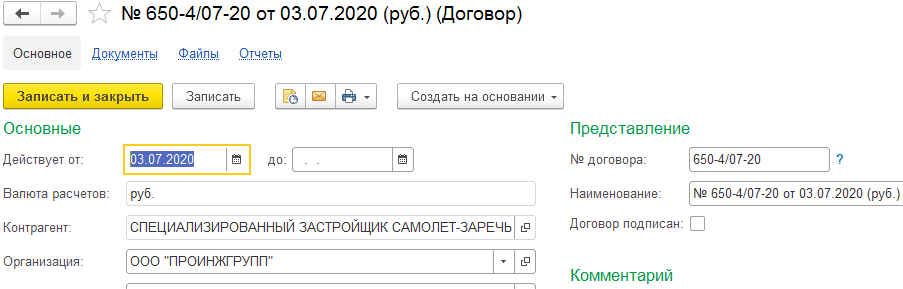 № 650-4/07-20 от 03.07.2020 (руб.) (Договор)
Основное Документы Файлы Отчеты
Записать и закрыть Записать Создать на основании
Основные Представление
Действует от: 03.07.2020 до: . . № договора: 650-4/07-20 ?
Валюта расчетов: руб. Наименование: № 650-4/07-20 от 03.07.2020 (руб.)
Контрагент: СПЕЦИАЛИЗИРОВАННЫЙ ЗАСТРОЙЩИК САМОЛЕТ-ЗАРЕЧЬ Договор подписан:
Организация: ООО "ПРОИНЖГРУПП"
Комментарий